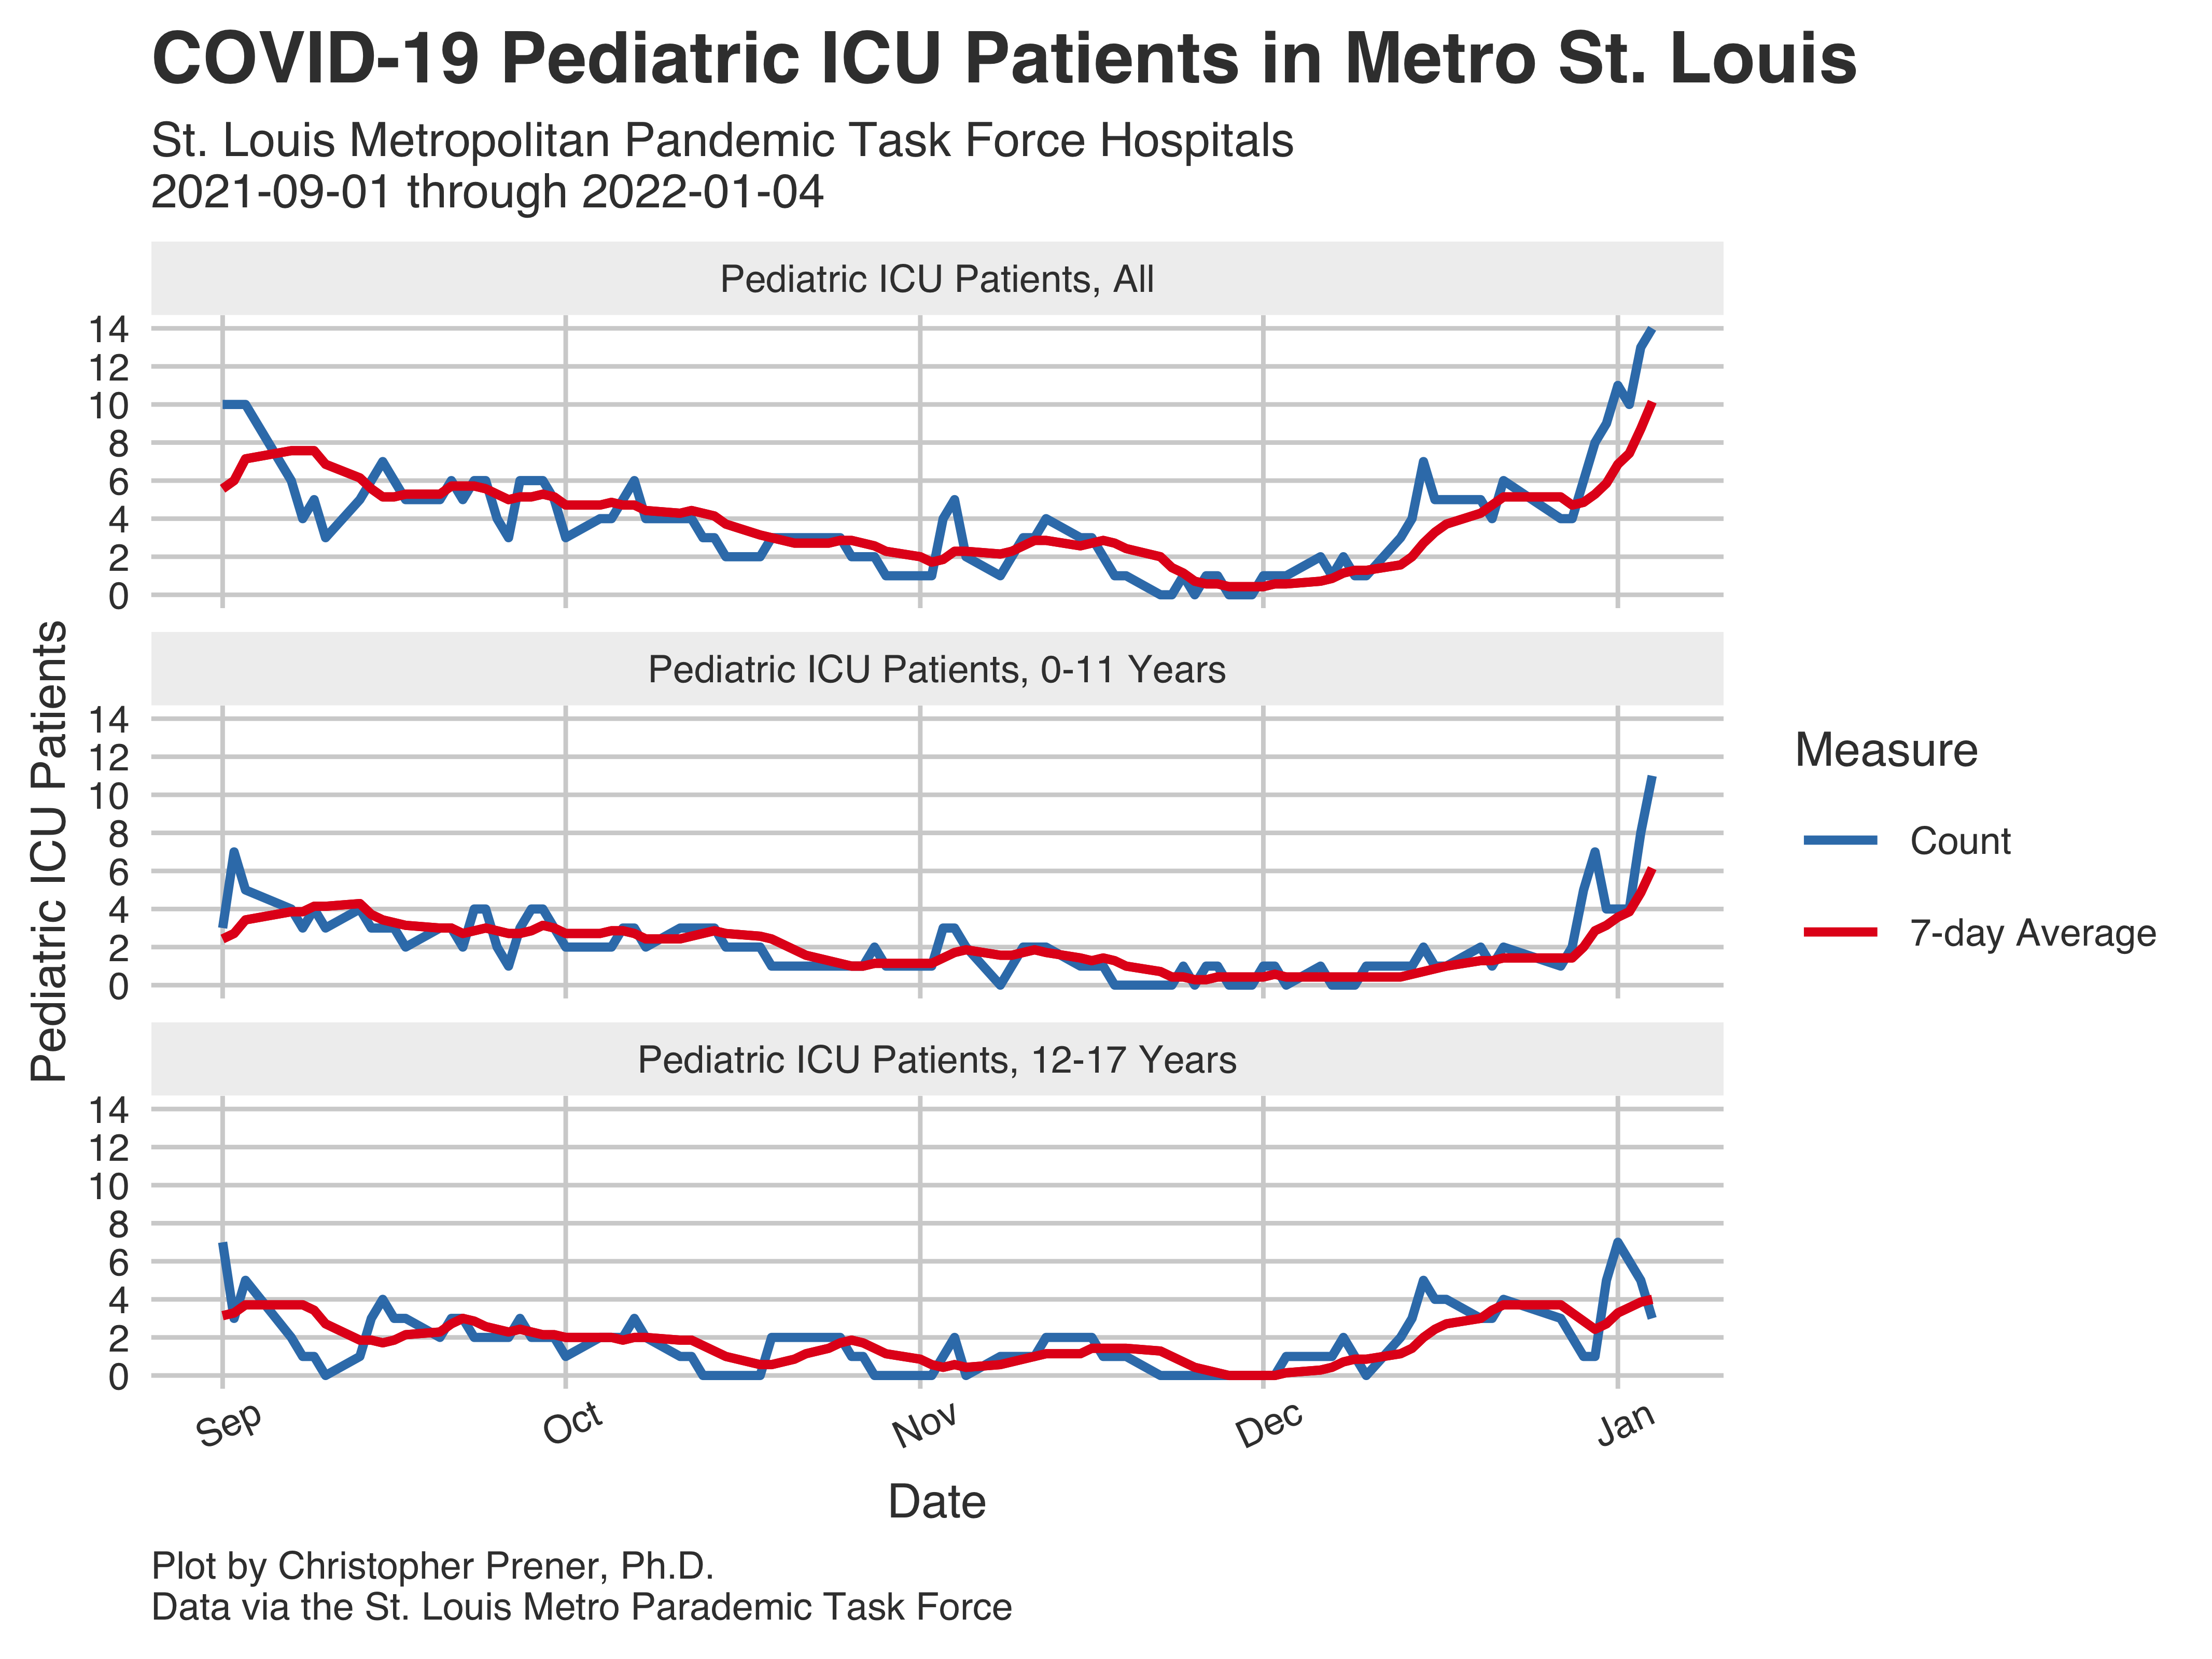 COVID-19 Pediatric ICU Patients in Metro St. Louis
St. Louis Metropolitan Pandemic Task Force Hospitals
2021-09-01 through 2022-01-04
Pediatric ICU Patients
Pediatric ICU Patients, All
14
12
10
8
6
4
2
0
Pediatric ICU Patients, 0-11 Years
14
12
10
8
6
4
2
0
Pediatric ICU Patients, 12-17 Years
14
12
10
8
6
4
2
0
Sep Oct Nov Dec Jan
Date
Measure
Count
7-day Average
Plot by Christopher Prener, Ph.D.
Data via the St. Louis Metro Parademic Task Force